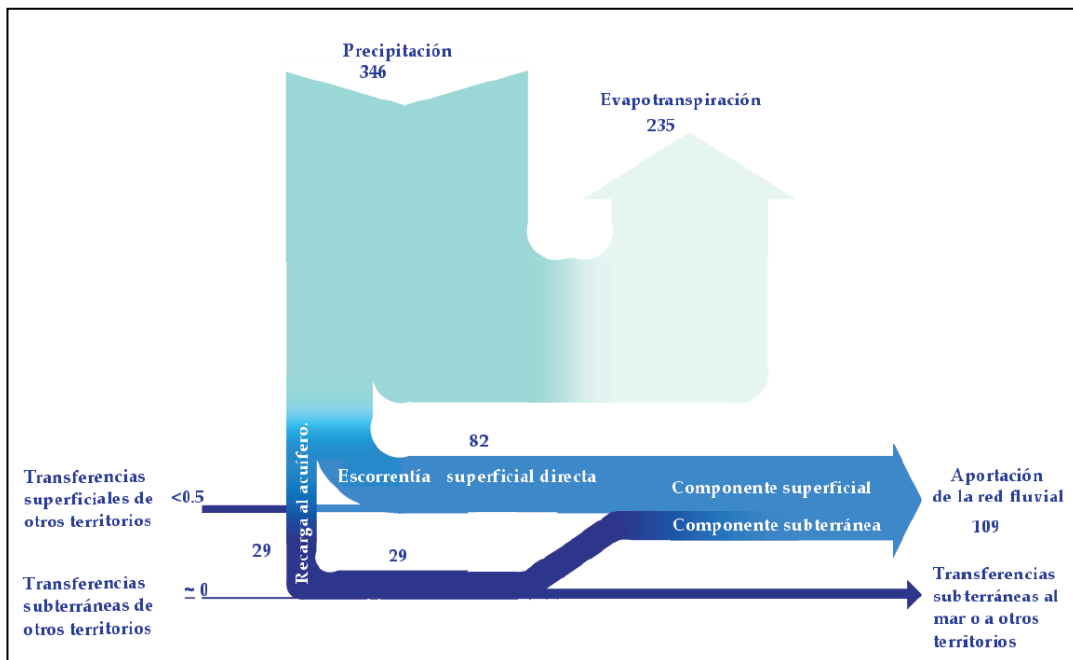 Precipitación
346
Evapotranspiración
235
82
Recarga al acuífero.
Escorrentía superficial directa
Componente superficial
Componente subterránea
Transferencias
superficiales de
otros territorios
<0.5
Aportación
de la red fluvial
109
29
29
Transferencias
subterráneas de
otros territorios
~ 0
Transferencias
subterráneas al
mar o a otros
territorios